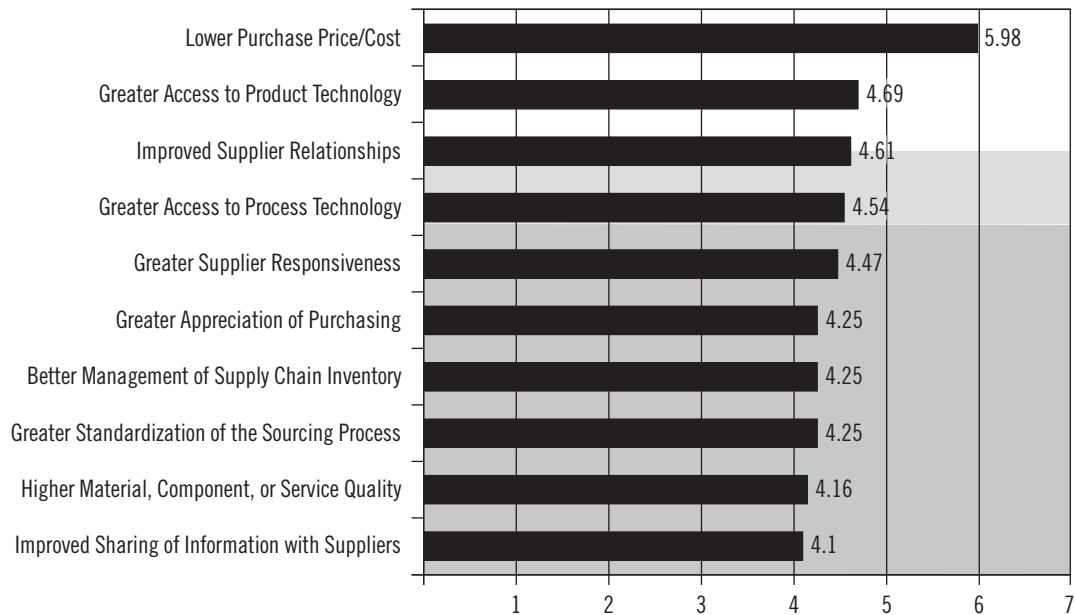 Lower Purchase Price/Cost 5.98
Greater Access to Product Technology 4.69
Improved Supplier Relationships 4.61
Greater Access to Process Technology 4.54
Greater Supplier Responsiveness 4.47
Greater Appreciation of Purchasing 4.25
Better Management of Supply Chain Inventory 4.25
Greater Standardization of the Sourcing Process 4.25
Higher Material, Component, or Service Quality 4.16
Improved Sharing of Information with Suppliers 4.1
1 2 3 4 5 6 7